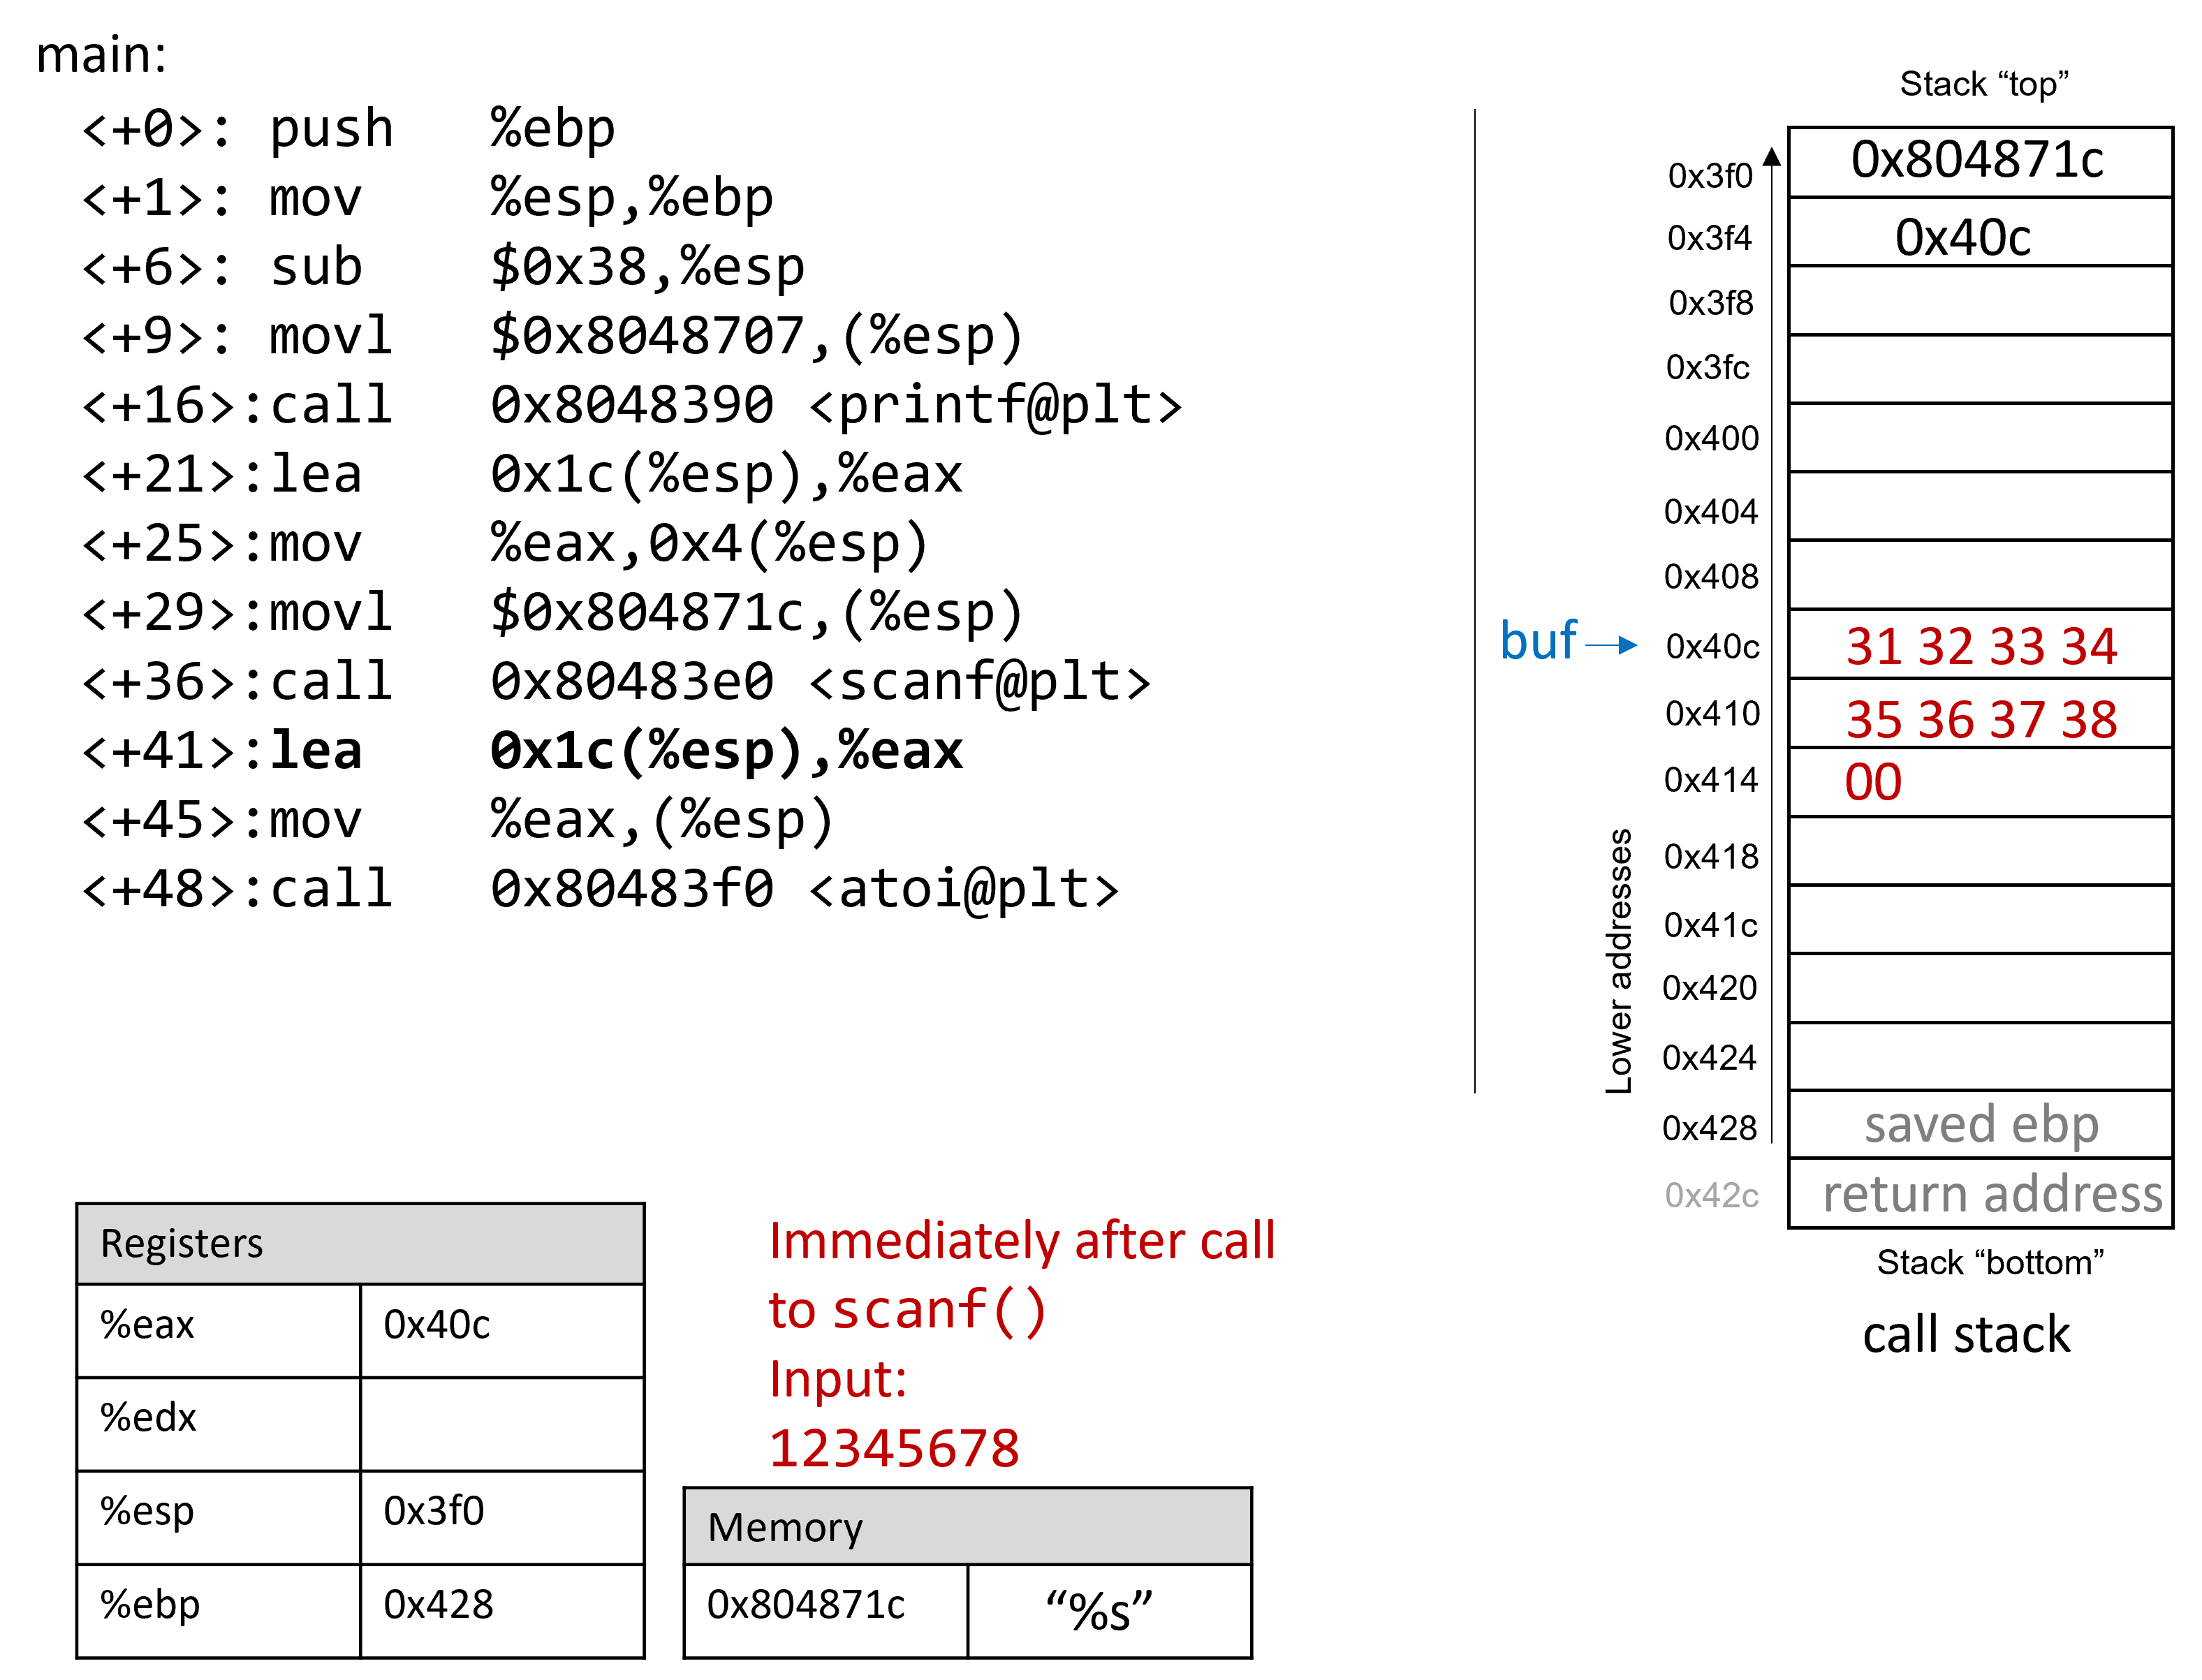 main:
<+0>: push %ebp
<+1>: mov %esp,%ebp
<+6>: sub $0x38,%esp
<+9>: movl $0x8048707,(%esp)
<+16>:call 0x8048390 <printf@plt>
<+21>:lea 0x1c(%esp),%eax
<+25>:mov %eax,0x4(%esp)
<+29>:movl $0x804871c,(%esp)
<+36>:call 0x80483e0 <scanf@plt>
<+41>:lea 0x1c(%esp),%eax
<+45>:mov %eax,(%esp)
<+48>:call 0x80483f0 <atoi@plt>
Stack “top”
0x3f0 0x804871c
0x3f4 0x40c
0x3f8
0x3fc
0x400
0x404
0x408
buf 0x40c 31 32 33 34
0x410 35 36 37 38
0x414 00
0x418
0x41c
0x420
0x424
0x428 saved ebp
0x42c return address
Lower addresses
Stack “bottom”
call stack
Registers
%eax 0x40c
%edx
%esp 0x3f0
%ebp 0x428
Immediately after call
to scanf()
Input:
12345678
Memory
0x804871c “%s”